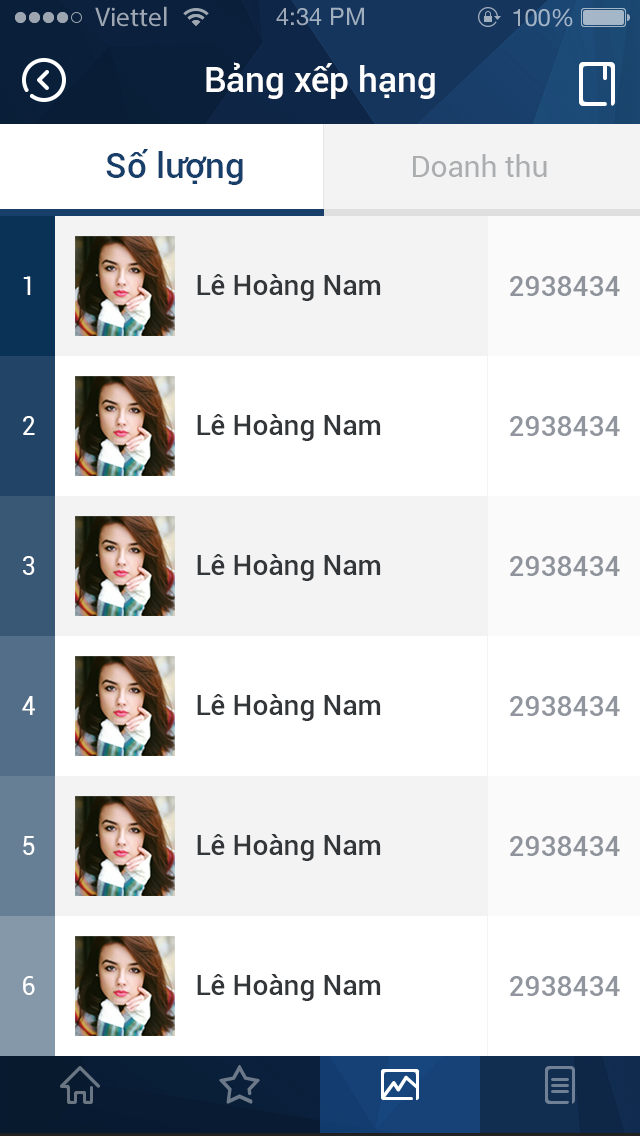 Viettel 4:34 PM 100%
Bảng xếp hạng
Số lượng Doanh thu
1 Lê Hoàng Nam 2938434
2 Lê Hoàng Nam 2938434
3 Lê Hoàng Nam 2938434
4 Lê Hoàng Nam 2938434
5 Lê Hoàng Nam 2938434
6 Lê Hoàng Nam 2938434